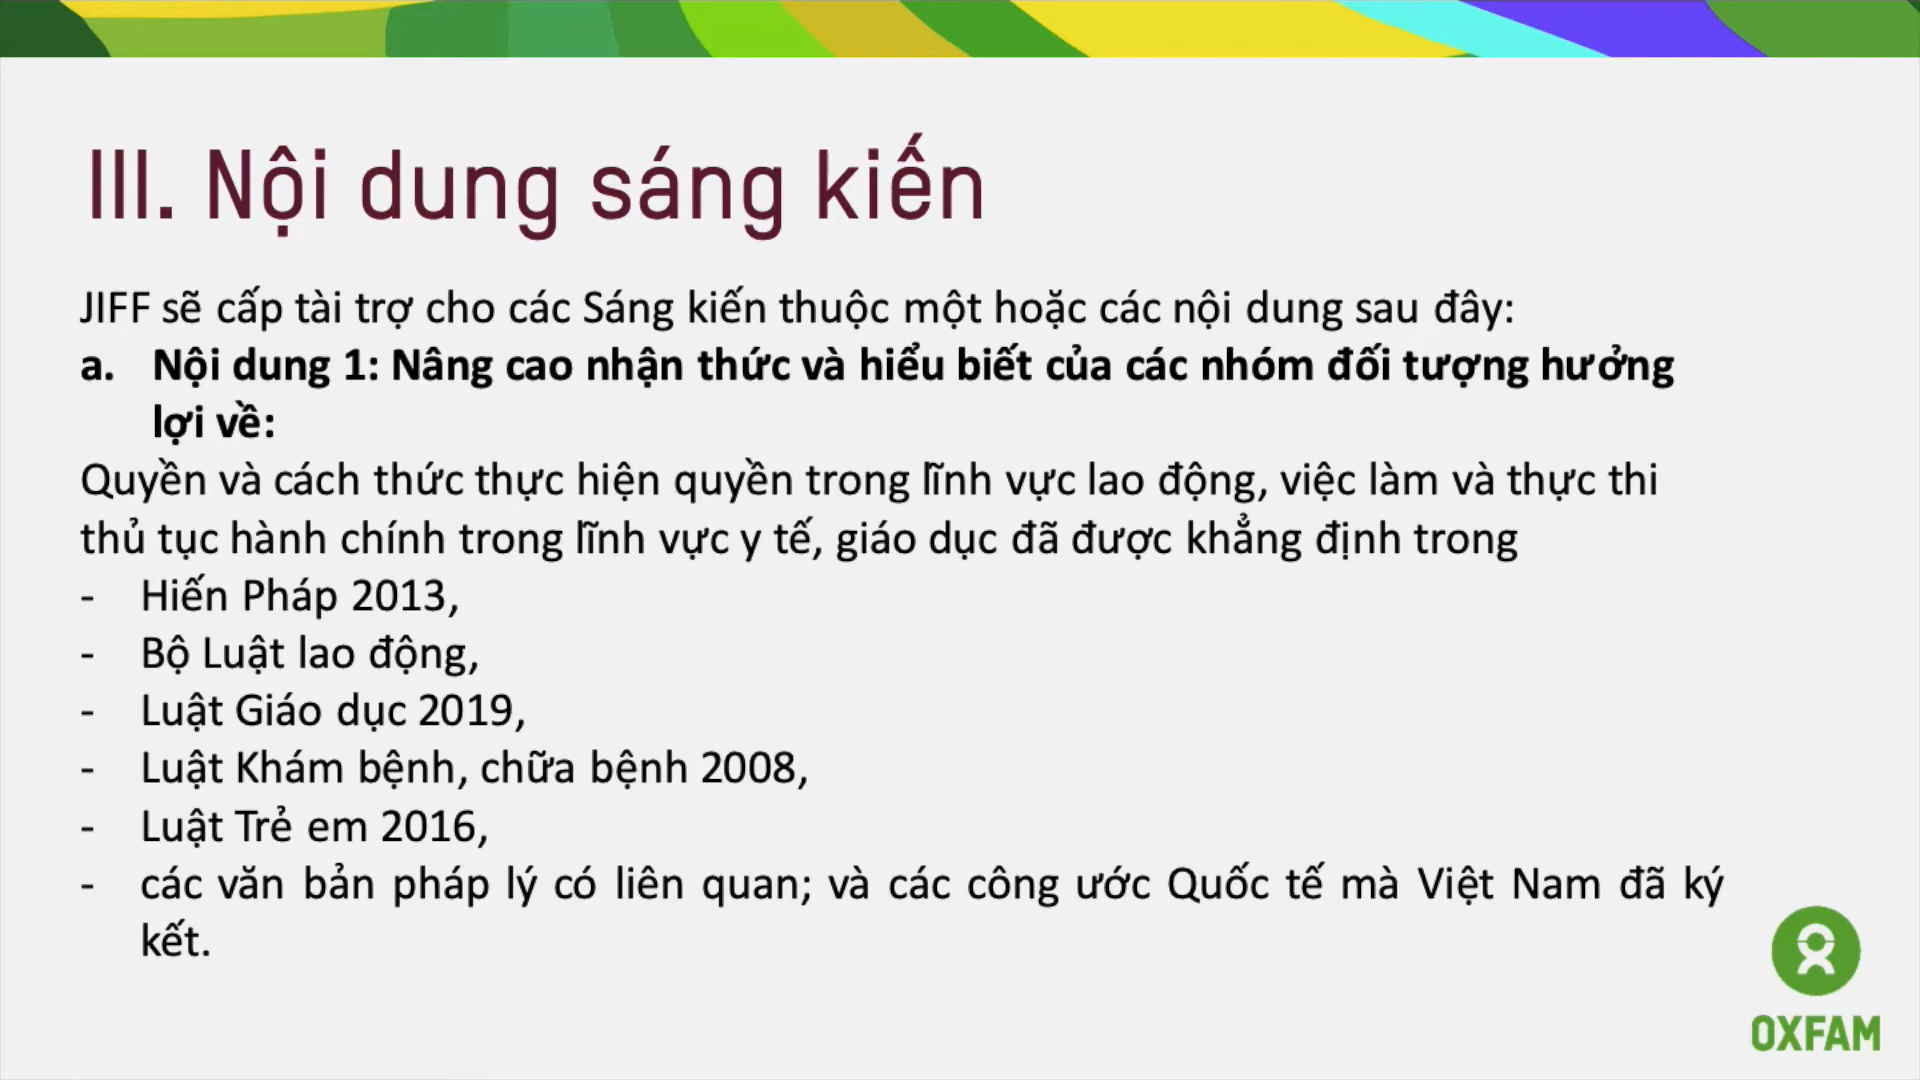 III. Nội dung sáng kiến
JIFF sẽ cấp tài trợ cho các Sáng kiến thuộc một hoặc các nội dung sau đây:
a. Nội dung 1: Nâng cao nhận thức và hiểu biết của các nhóm đối tượng hưởng
lợi về:
Quyền và cách thức thực hiện quyền trong lĩnh vực lao động, việc làm và thực thi
thủ tục hành chính trong lĩnh vực y tế, giáo dục đã được khẳng định trong
- Hiến Pháp 2013,
- Bộ Luật lao động,
- Luật Giáo dục 2019,
- Luật Khám bệnh, chữa bệnh 2008,
- Luật Trẻ em 2016,
- các văn bản pháp lý có liên quan; và các công ước Quốc tế mà Việt Nam đã ký
kết.
OXFAM